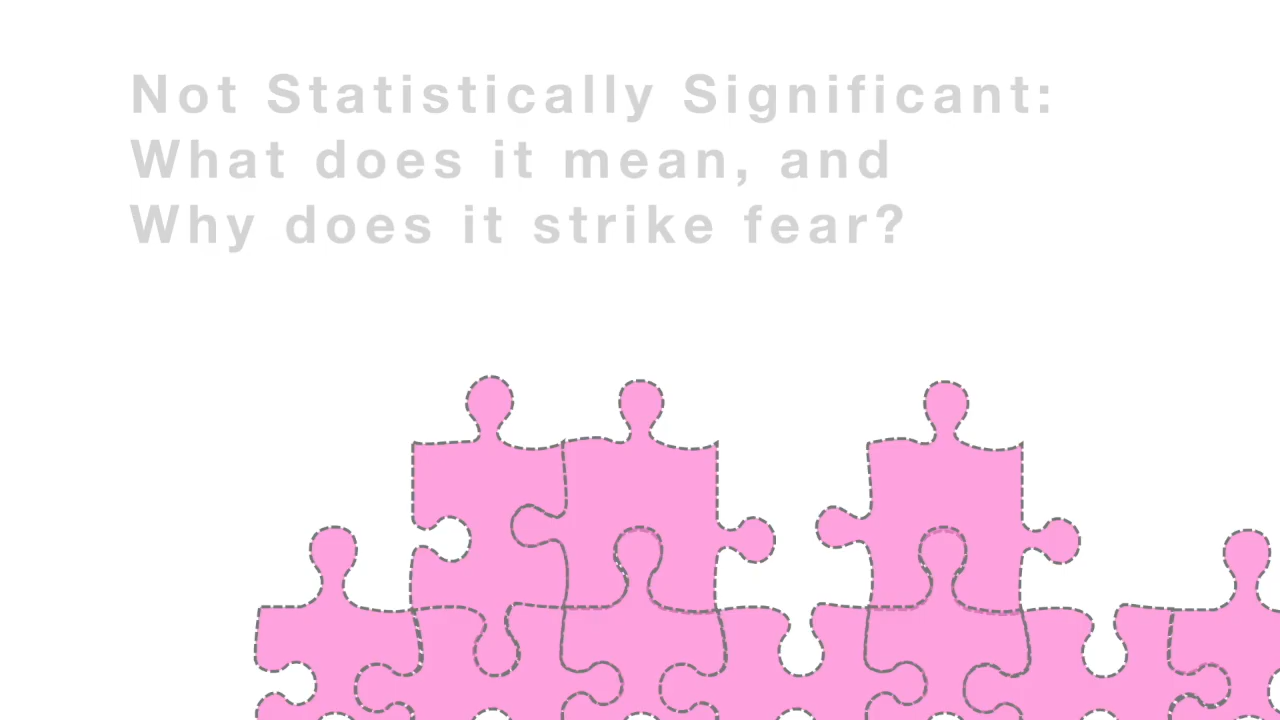 Not Statistically Significant:
What does it mean, and
Why does it strike fear?